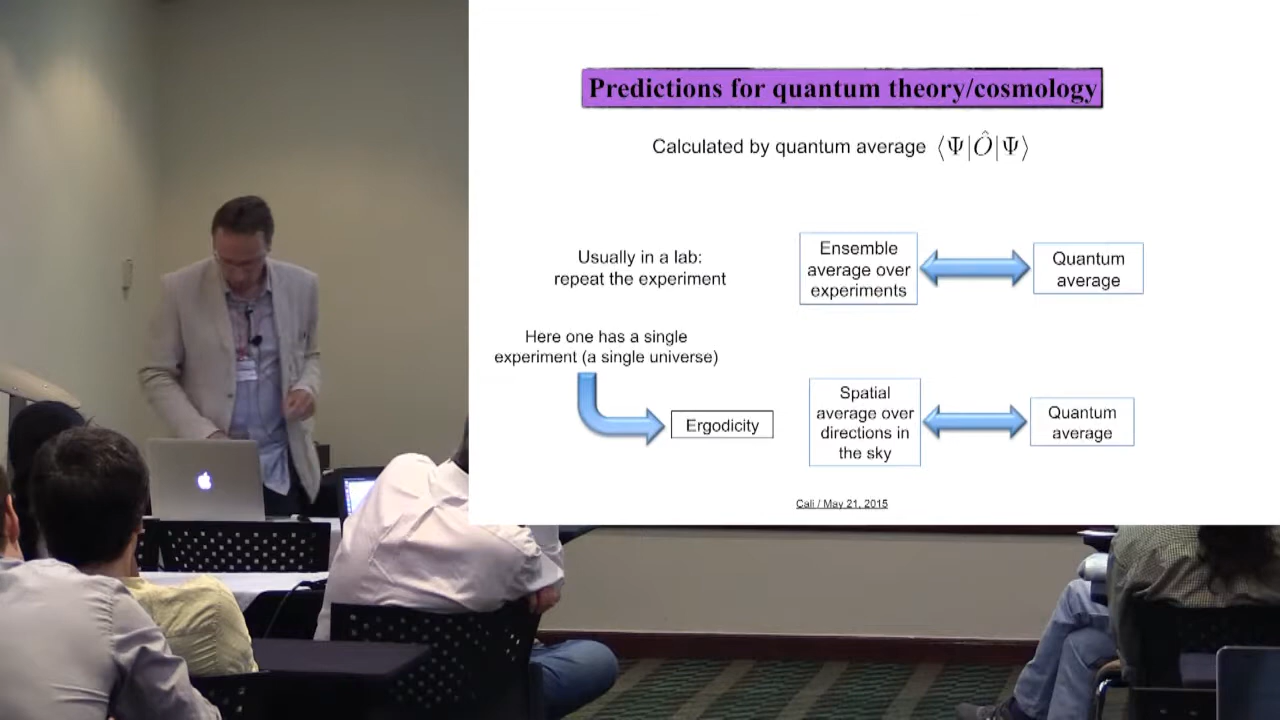 Predictions for quantum theory/cosmology
Calculated by quantum average ⟨Ψ|Ô|Ψ⟩
Usually in a lab:
repeat the experiment
Ensemble
average over
experiments
Quantum
average
Here one has a single
experiment (a single universe)
Ergodicity
Spatial
average over
directions in
the sky
Quantum
average
Cali / May 21, 2015